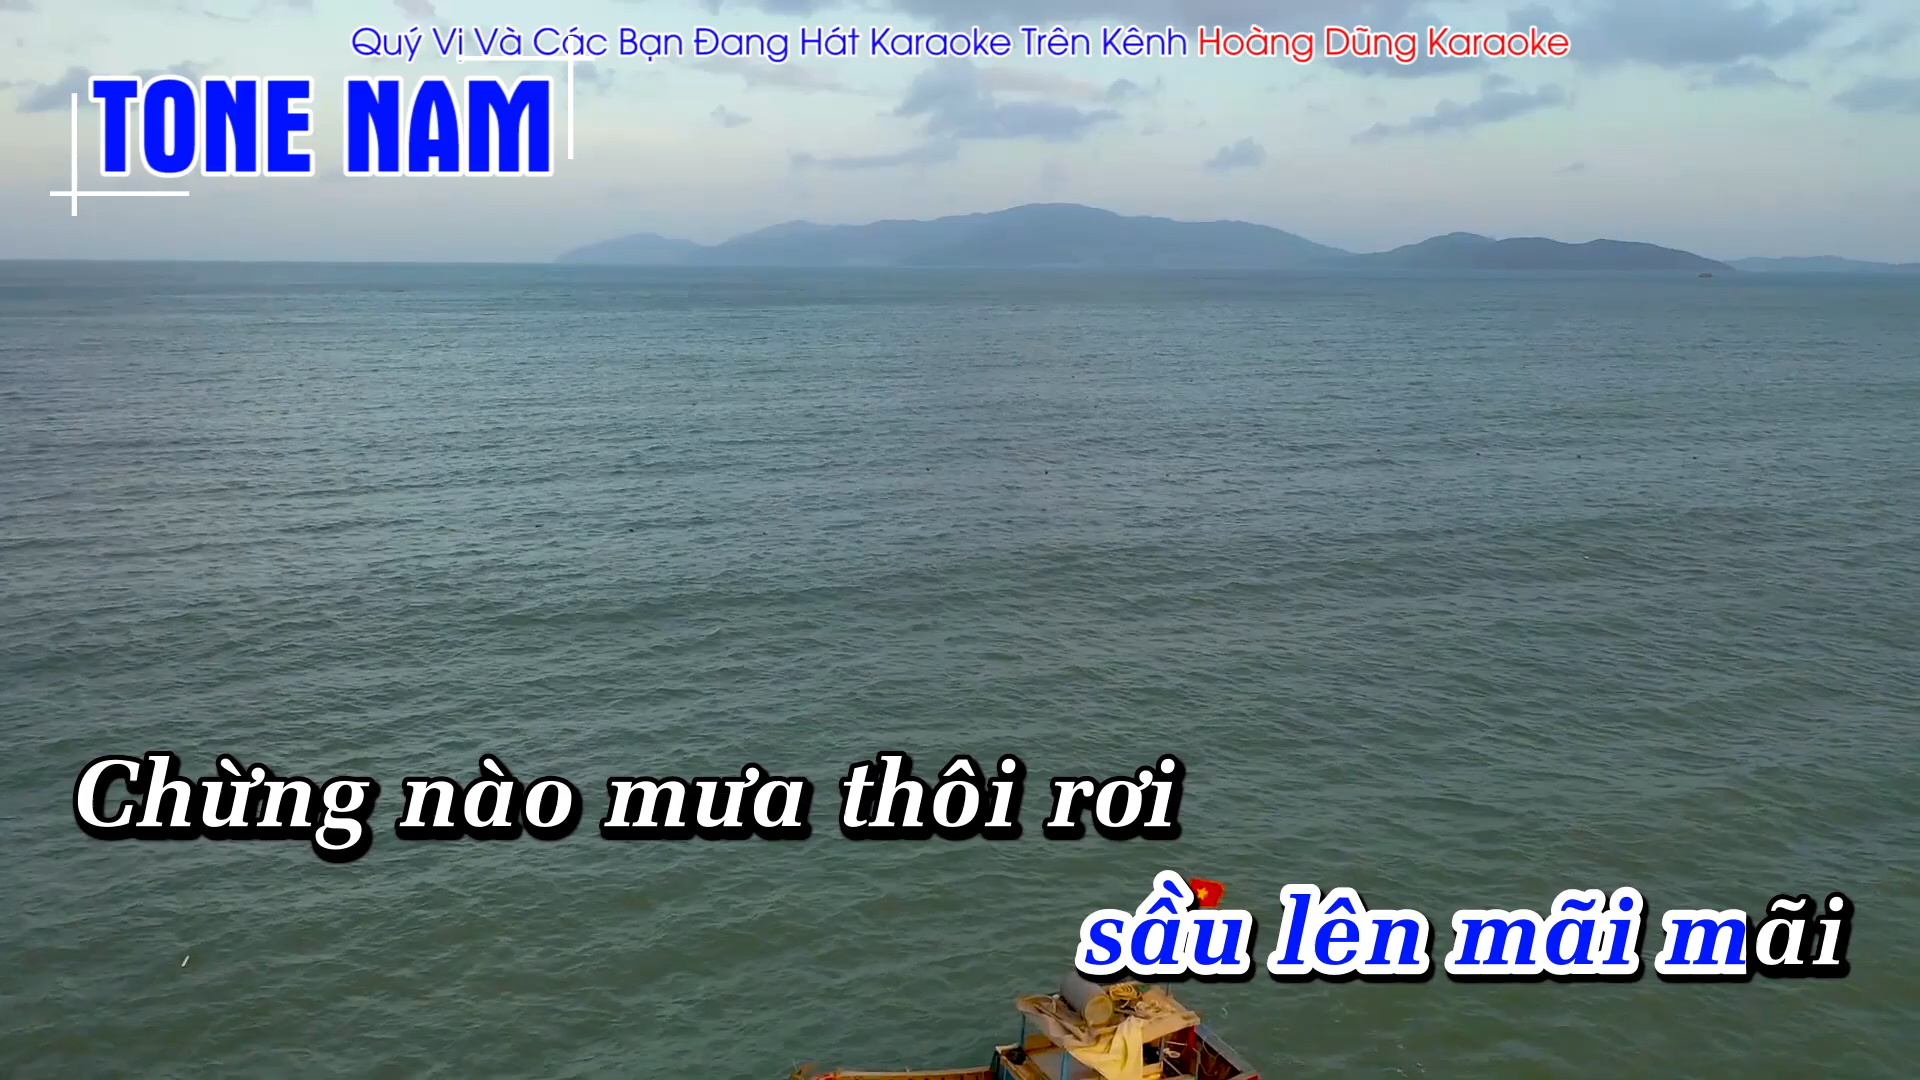 Quý Vị Và Các Bạn Đang Hát Karaoke Trên Kênh Hoàng Dũng Karaoke
TONE NAM
Chừng nào mưa thôi rơi
sầu lên mãi mãi